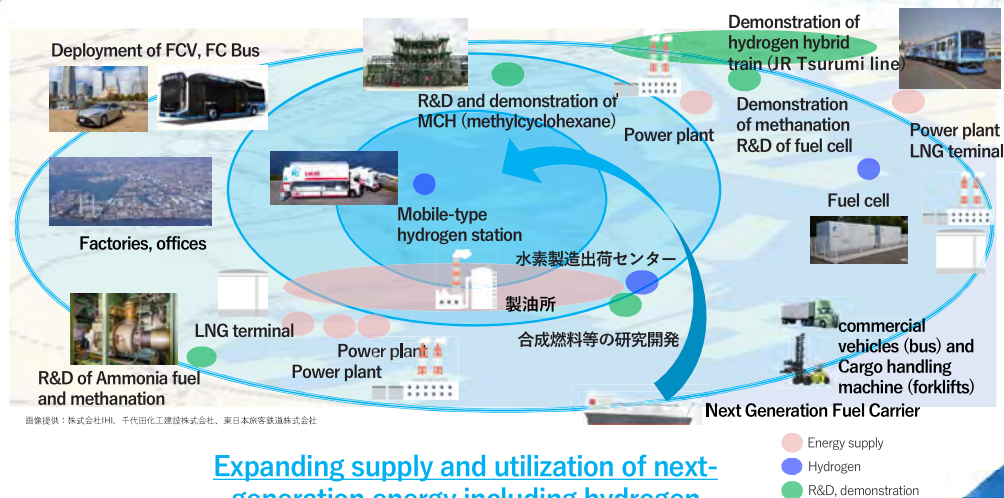 Deployment of FCV, FC Bus
Demonstration of
hydrogen hybrid
train (JR Tsurumi line)
R&D and demonstration of
MCH (methylcyclohexane)
Power plant
Demonstration
of methanation
R&D of fuel cell
Power plant
LNG teminal
Fuel cell
Mobile-type
hydrogen station
Factories, offices
水素製造出荷センター
製油所
LNG terminal
合成燃料等の研究開発
Power plant
Power plant
commercial
vehicles (bus) and
Cargo handling
machine (forklifts)
R&D of Ammonia fuel
and methanation
Next Generation Fuel Carrier
画像提供：株式会社IHI、千代田化工建設株式会社、東日本旅客鉄道株式会社
Energy supply
Hydrogen
R&D, demonstration
Expanding supply and utilization of next-
generation energy including hydrogen